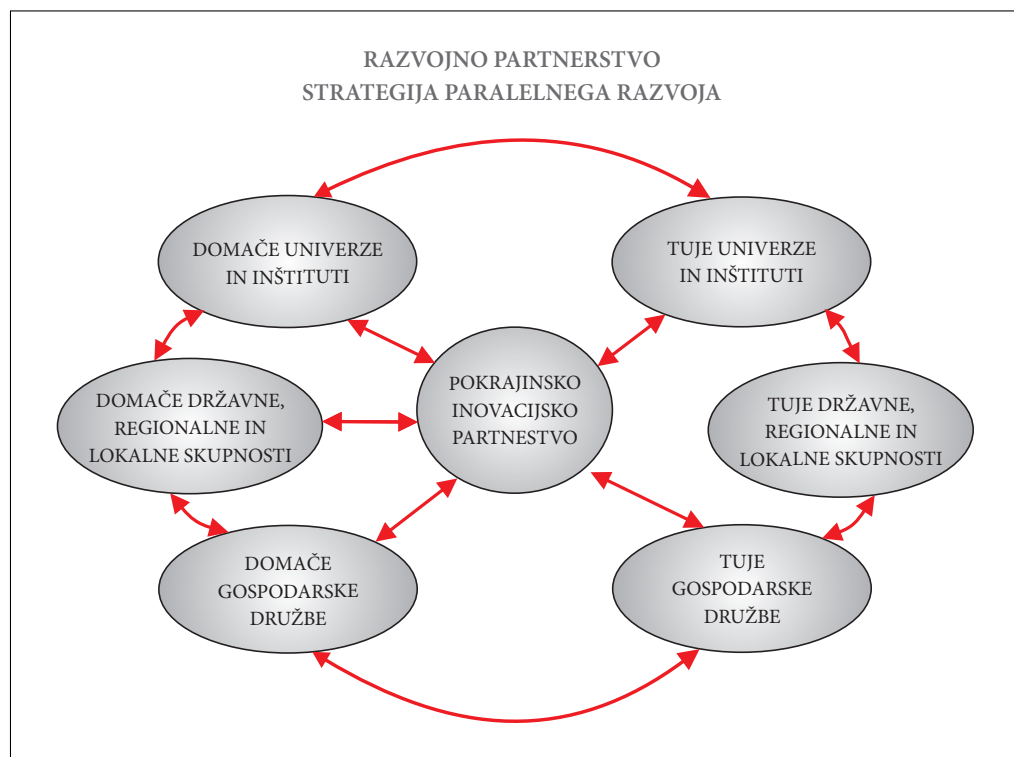 RAZVOJNO PARTNERSTVO
STRATEGIJA PARALELNEGA RAZVOJA
DOMAČE UNIVERZE
IN INŠTITUTI
TUJE UNIVERZE
IN INŠTITUTI
POKRAJINSKO
INOVACIJSKO
PARTNESTVO
DOMAČE DRŽAVNE,
REGIONALNE IN
LOKALNE SKUPNOSTI
TUJE DRŽAVNE,
REGIONALNE IN
LOKALNE SKUPNOSTI
DOMAČE
GOSPODARSKE
DRUŽBE
TUJE
GOSPODARSKE
DRUŽBE